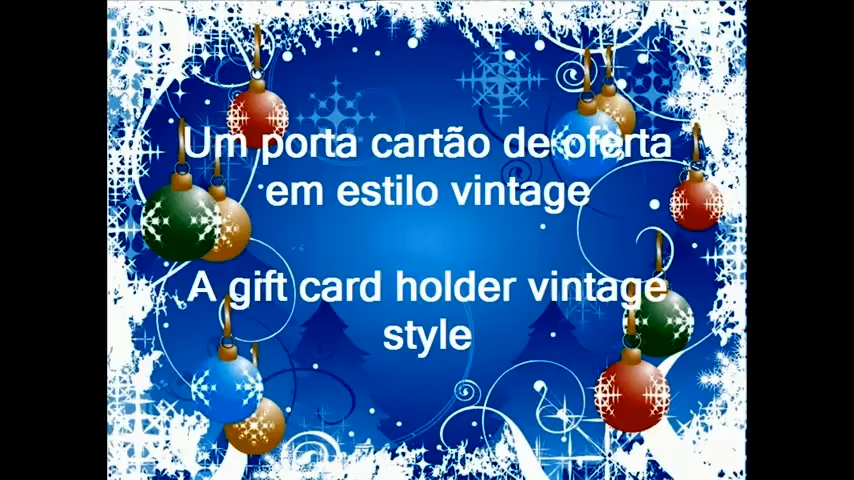 Um porta cartão de oferta
em estilo vintage
A gift card holder vintage
style